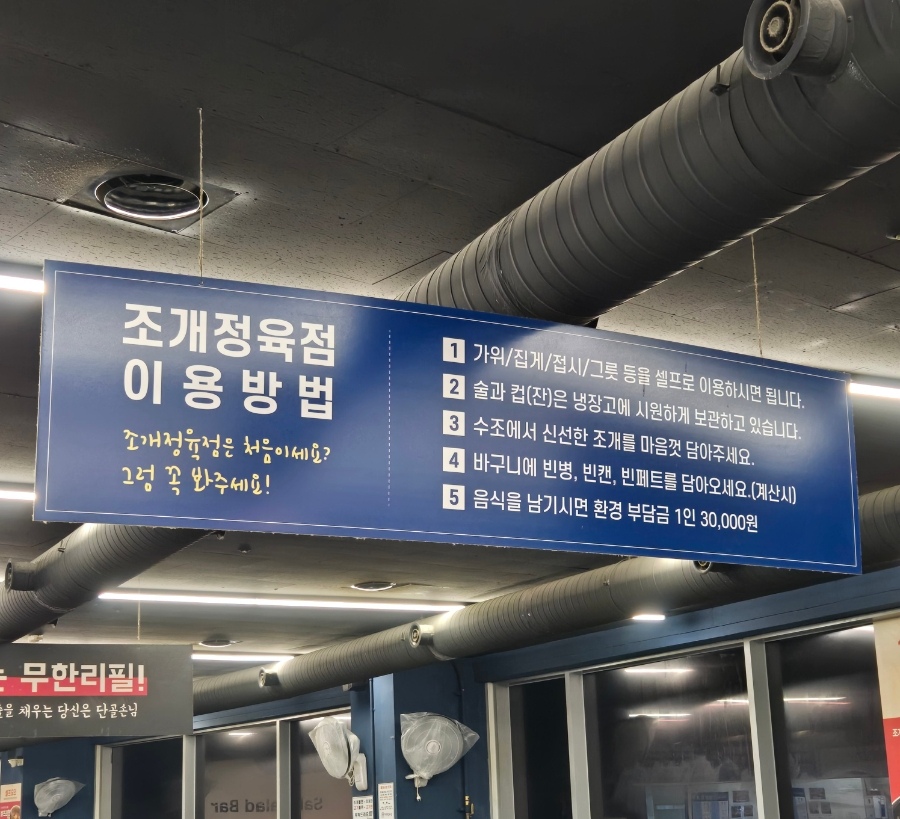 조개정육점
이용방법
조개정육점은 처음이세요?
그럼 꼭 봐주세요!
1 가위/집게/접시/그릇 등을 셀프로 이용하시면 됩니다.
2 술과 컵(잔)은 냉장고에 시원하게 보관하고 있습니다.
3 수조에서 신선한 조개를 마음껏 담아주세요.
4 바구니에 빈병, 빈캔, 빈페트를 담아오세요.(계산시)
5 음식을 남기시면 환경 부담금 1인 30,000원
는 무한리필!
채우는 당신은 단골손님
Salad Bar